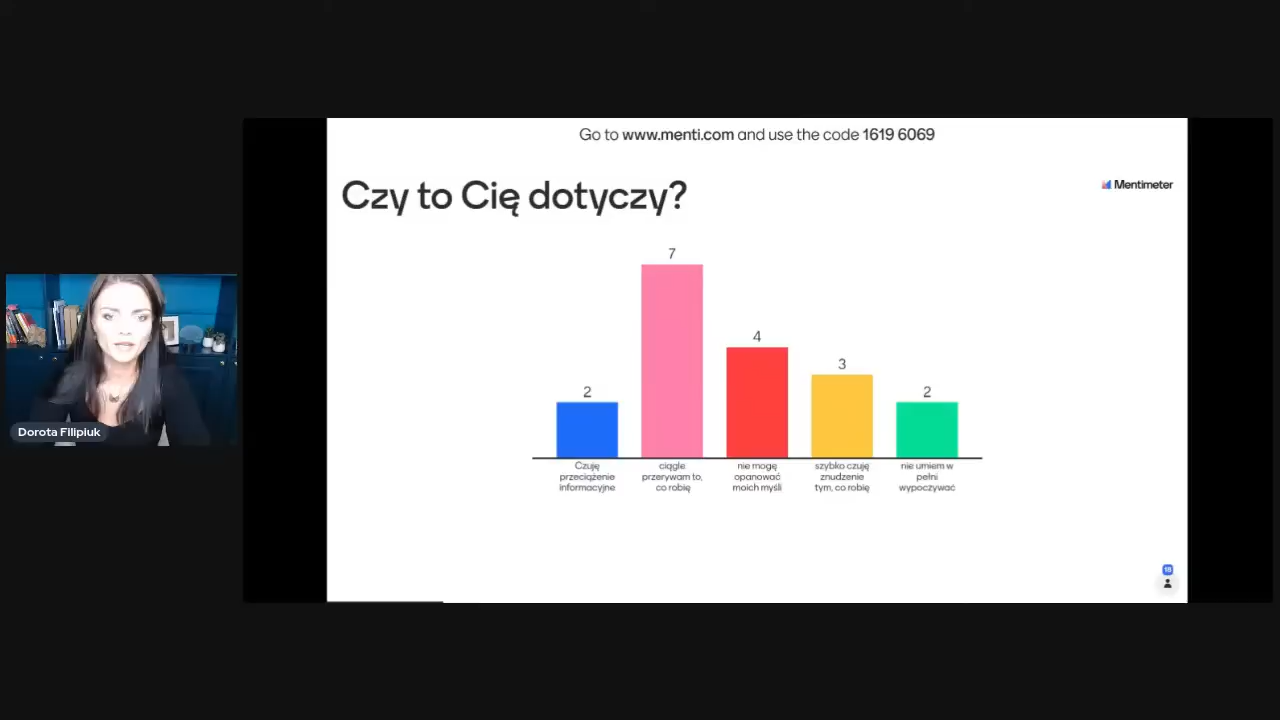 Go to www.menti.com and use the code 1619 6069
Czy to Cię dotyczy?
Mentimeter
7
4
3
2
2
Czuję
przeciążenie
informacyjne
ciągle
przerywam to,
co robię
nie mogę
opanować
moich myśli
szybko czuję
znudzenie
tym, co robię
nie umiem w
pełni
wypoczywać
Dorota Filipiuk
18